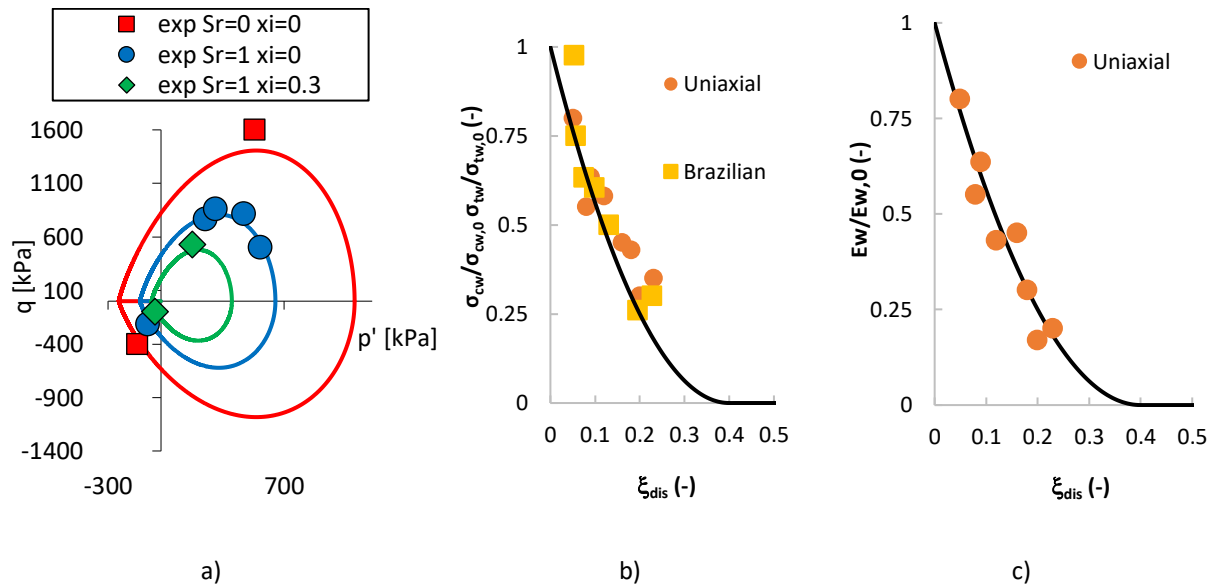 exp Sr=0 xi=0
exp Sr=1 xi=0
exp Sr=1 xi=0.3
q [kPa]
1600
1100
600
100
-400
-900
-1400
-300
700
p' [kPa]
a)
σcw/σcw,0 σtw/σtw,0 (-)
1
0.75
0.5
0.25
0
0 0.1 0.2 0.3 0.4 0.5
Uniaxial
Brazilian
ξdis (-)
b)
Ew/Ew,0 (-)
1
0.75
0.5
0.25
0
0 0.1 0.2 0.3 0.4 0.5
Uniaxial
ξdis (-)
c)